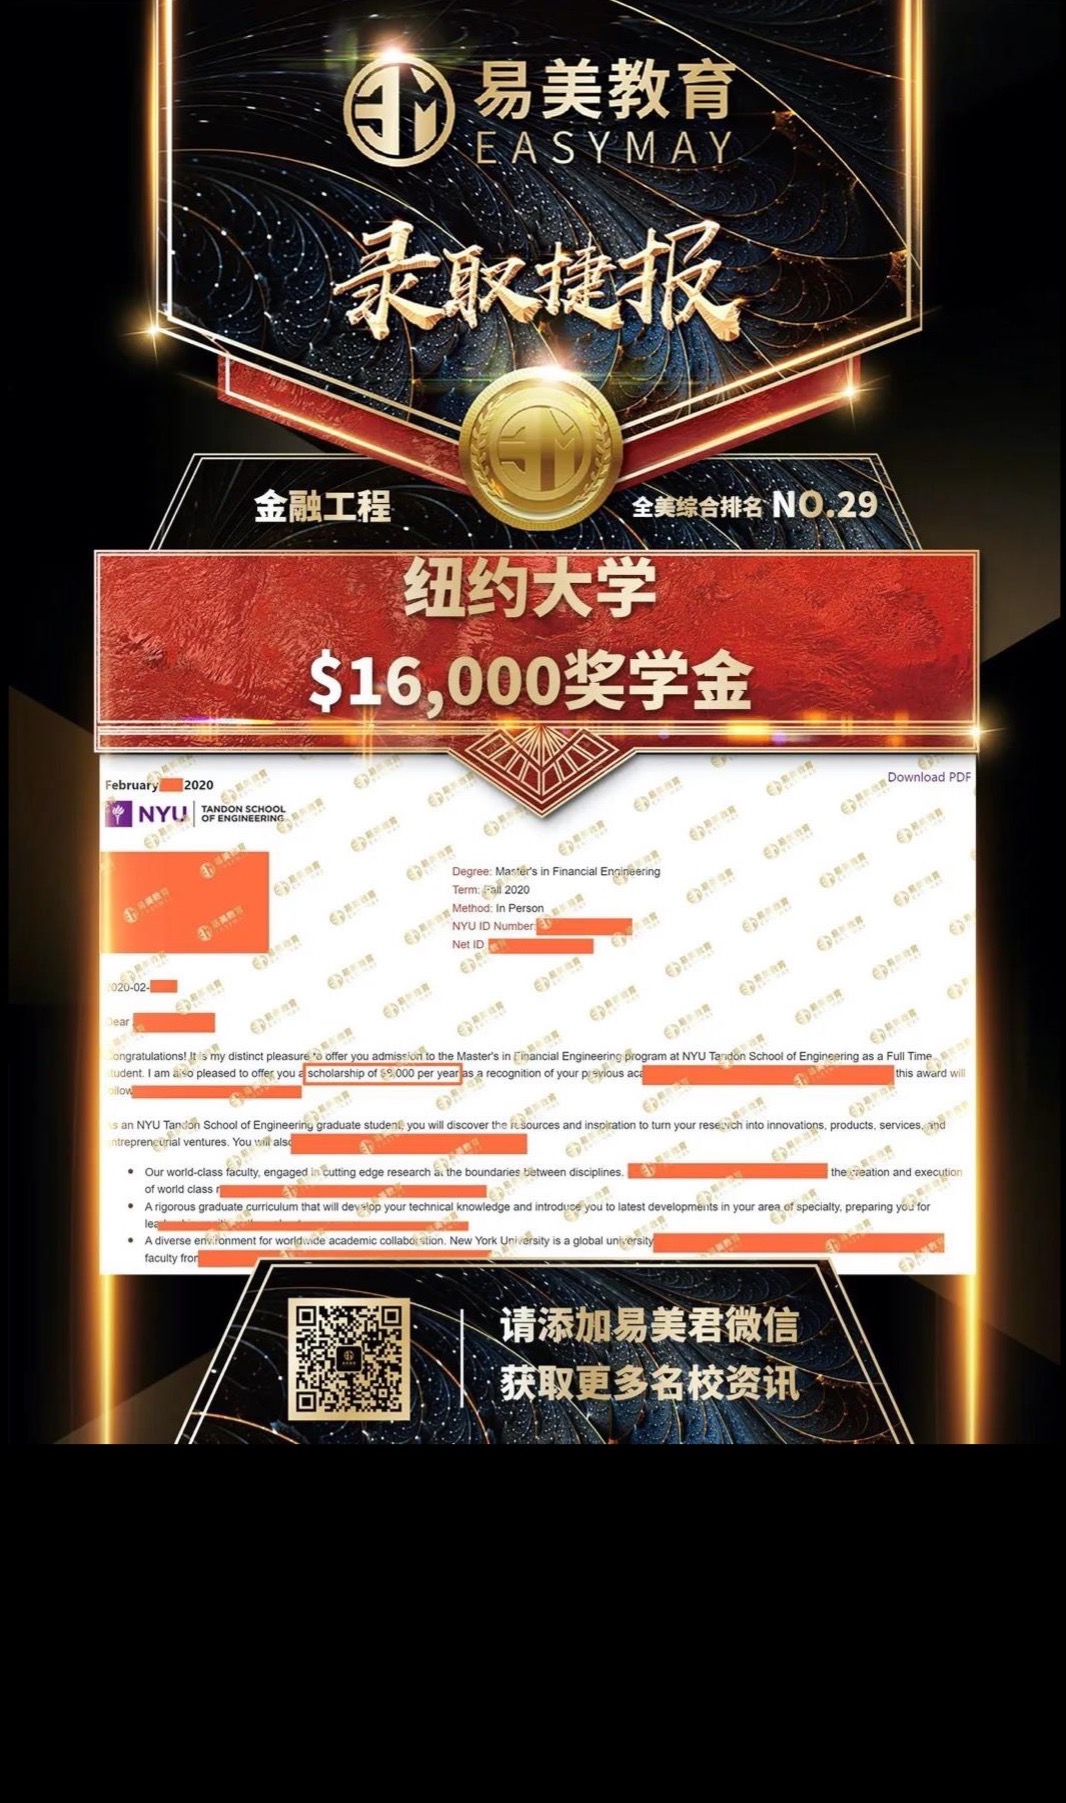 易美教育
EASYMAY
录取捷报
金融工程
全美综合排名 NO.29
纽约大学
$16,000奖学金
February 2020
Download PDF
NYU
TANDON SCHOOL
OF ENGINEERING
Degree: Master's in Financial Engineering
Term: Fall 2020
Method: In Person
NYU ID Number:
Net ID
2020-02-
Dear
Congratulations! It is my distinct pleasure to offer you admission to the Master's in Financial Engineering program at NYU Tandon School of Engineering as a Full Time
student. I am also pleased to offer you a scholarship of $8,000 per year as a recognition of your previous aca this award will
follow
As an NYU Tandon School of Engineering graduate student, you will discover the resources and inspiration to turn your research into innovations, products, services, and
entrepreneurial ventures. You will also
Our world-class faculty, engaged in cutting edge research at the boundaries between disciplines. the creation and execution
of world class r
A rigorous graduate curriculum that will develop your technical knowledge and introduce you to latest developments in your area of specialty, preparing you for
A diverse environment for worldwide academic collaboration. New York University is a global university
faculty from
请添加易美君微信
获取更多名校资讯